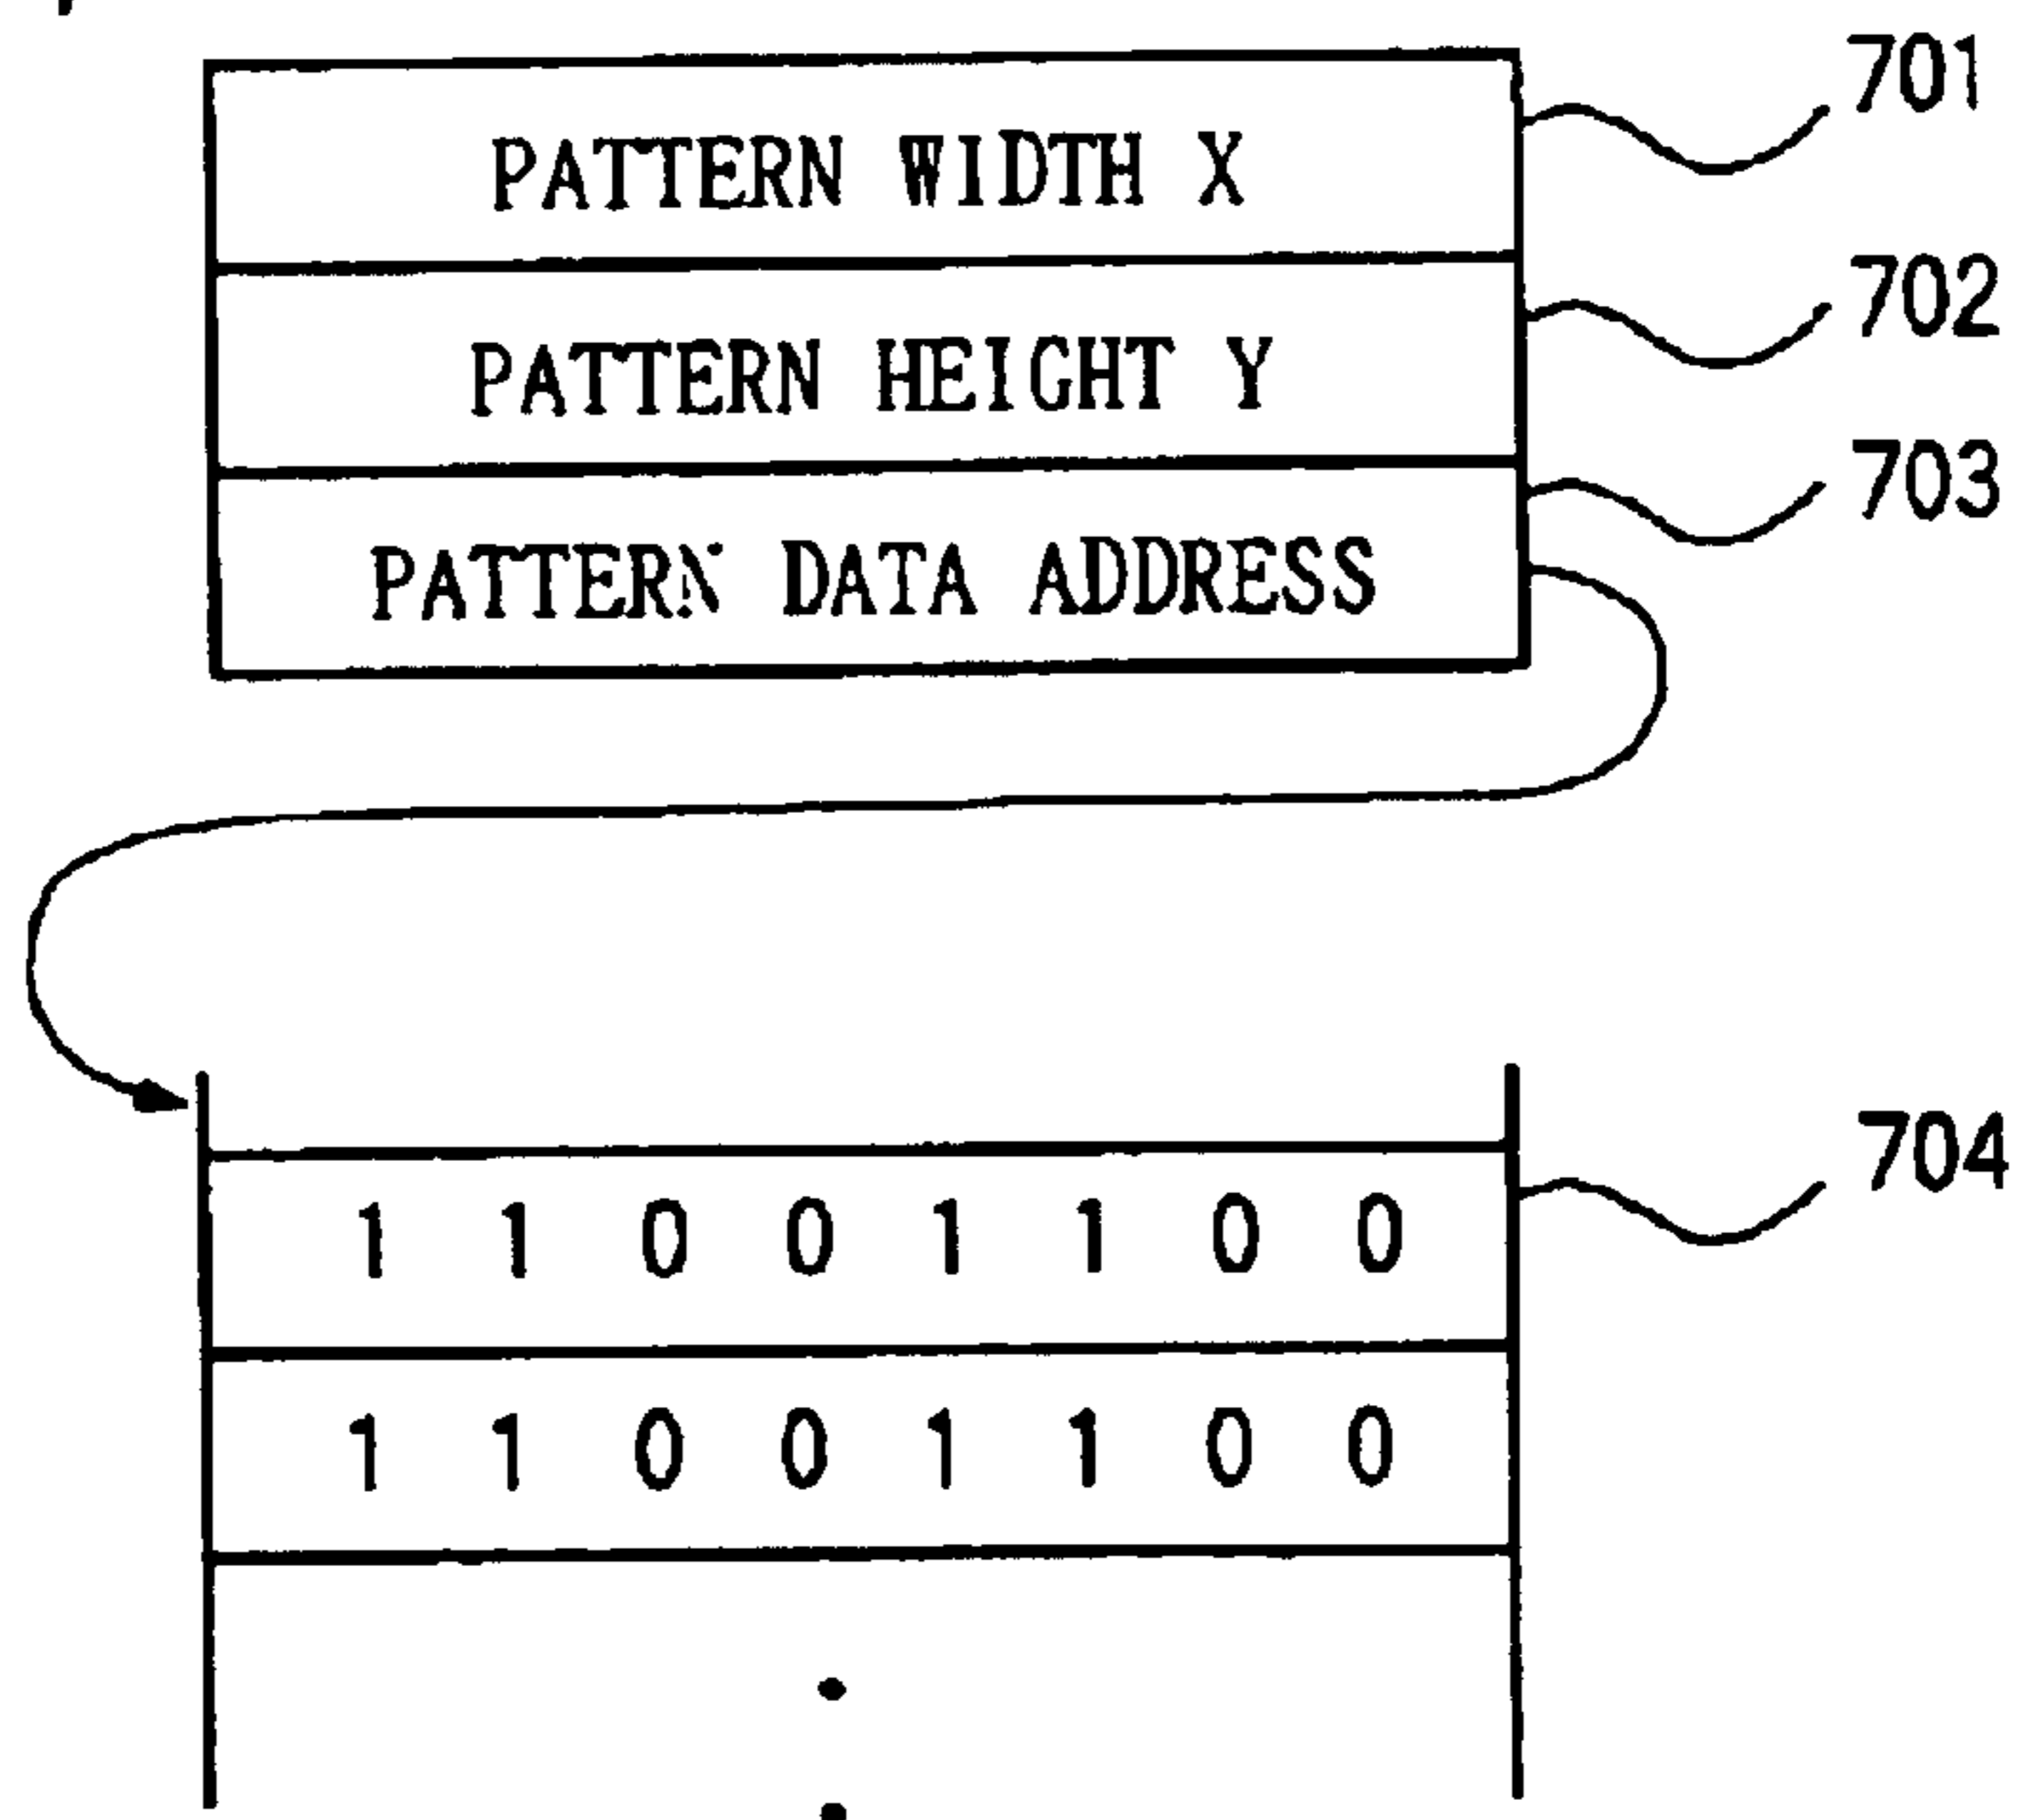 701
PATTERN WIDTH X
702
PATTERN HEIGHT Y
703
PATTERN DATA ADDRESS
704
1 1 0 0 1 1 0 0
1 1 0 0 1 1 0 0